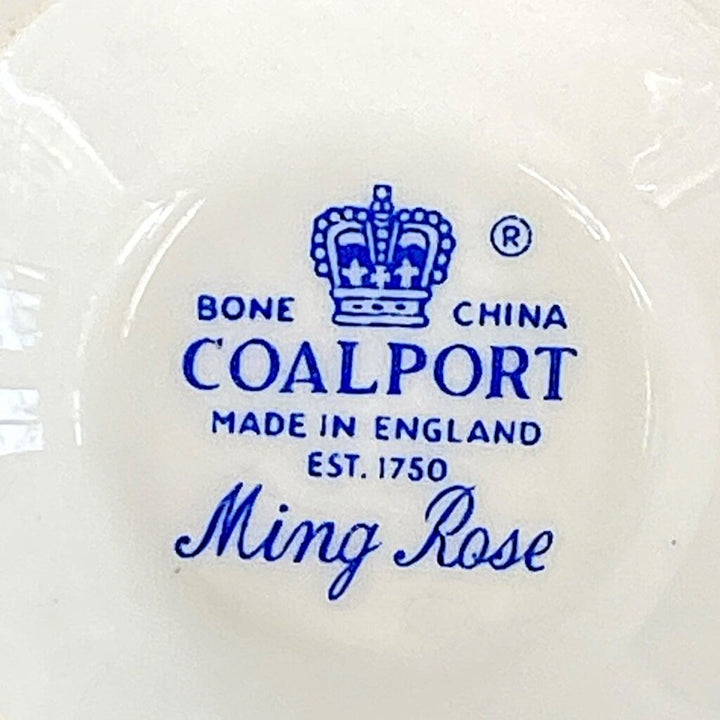 ®
BONE CHINA
COALPORT
MADE IN ENGLAND
EST. 1750
Ming Rose